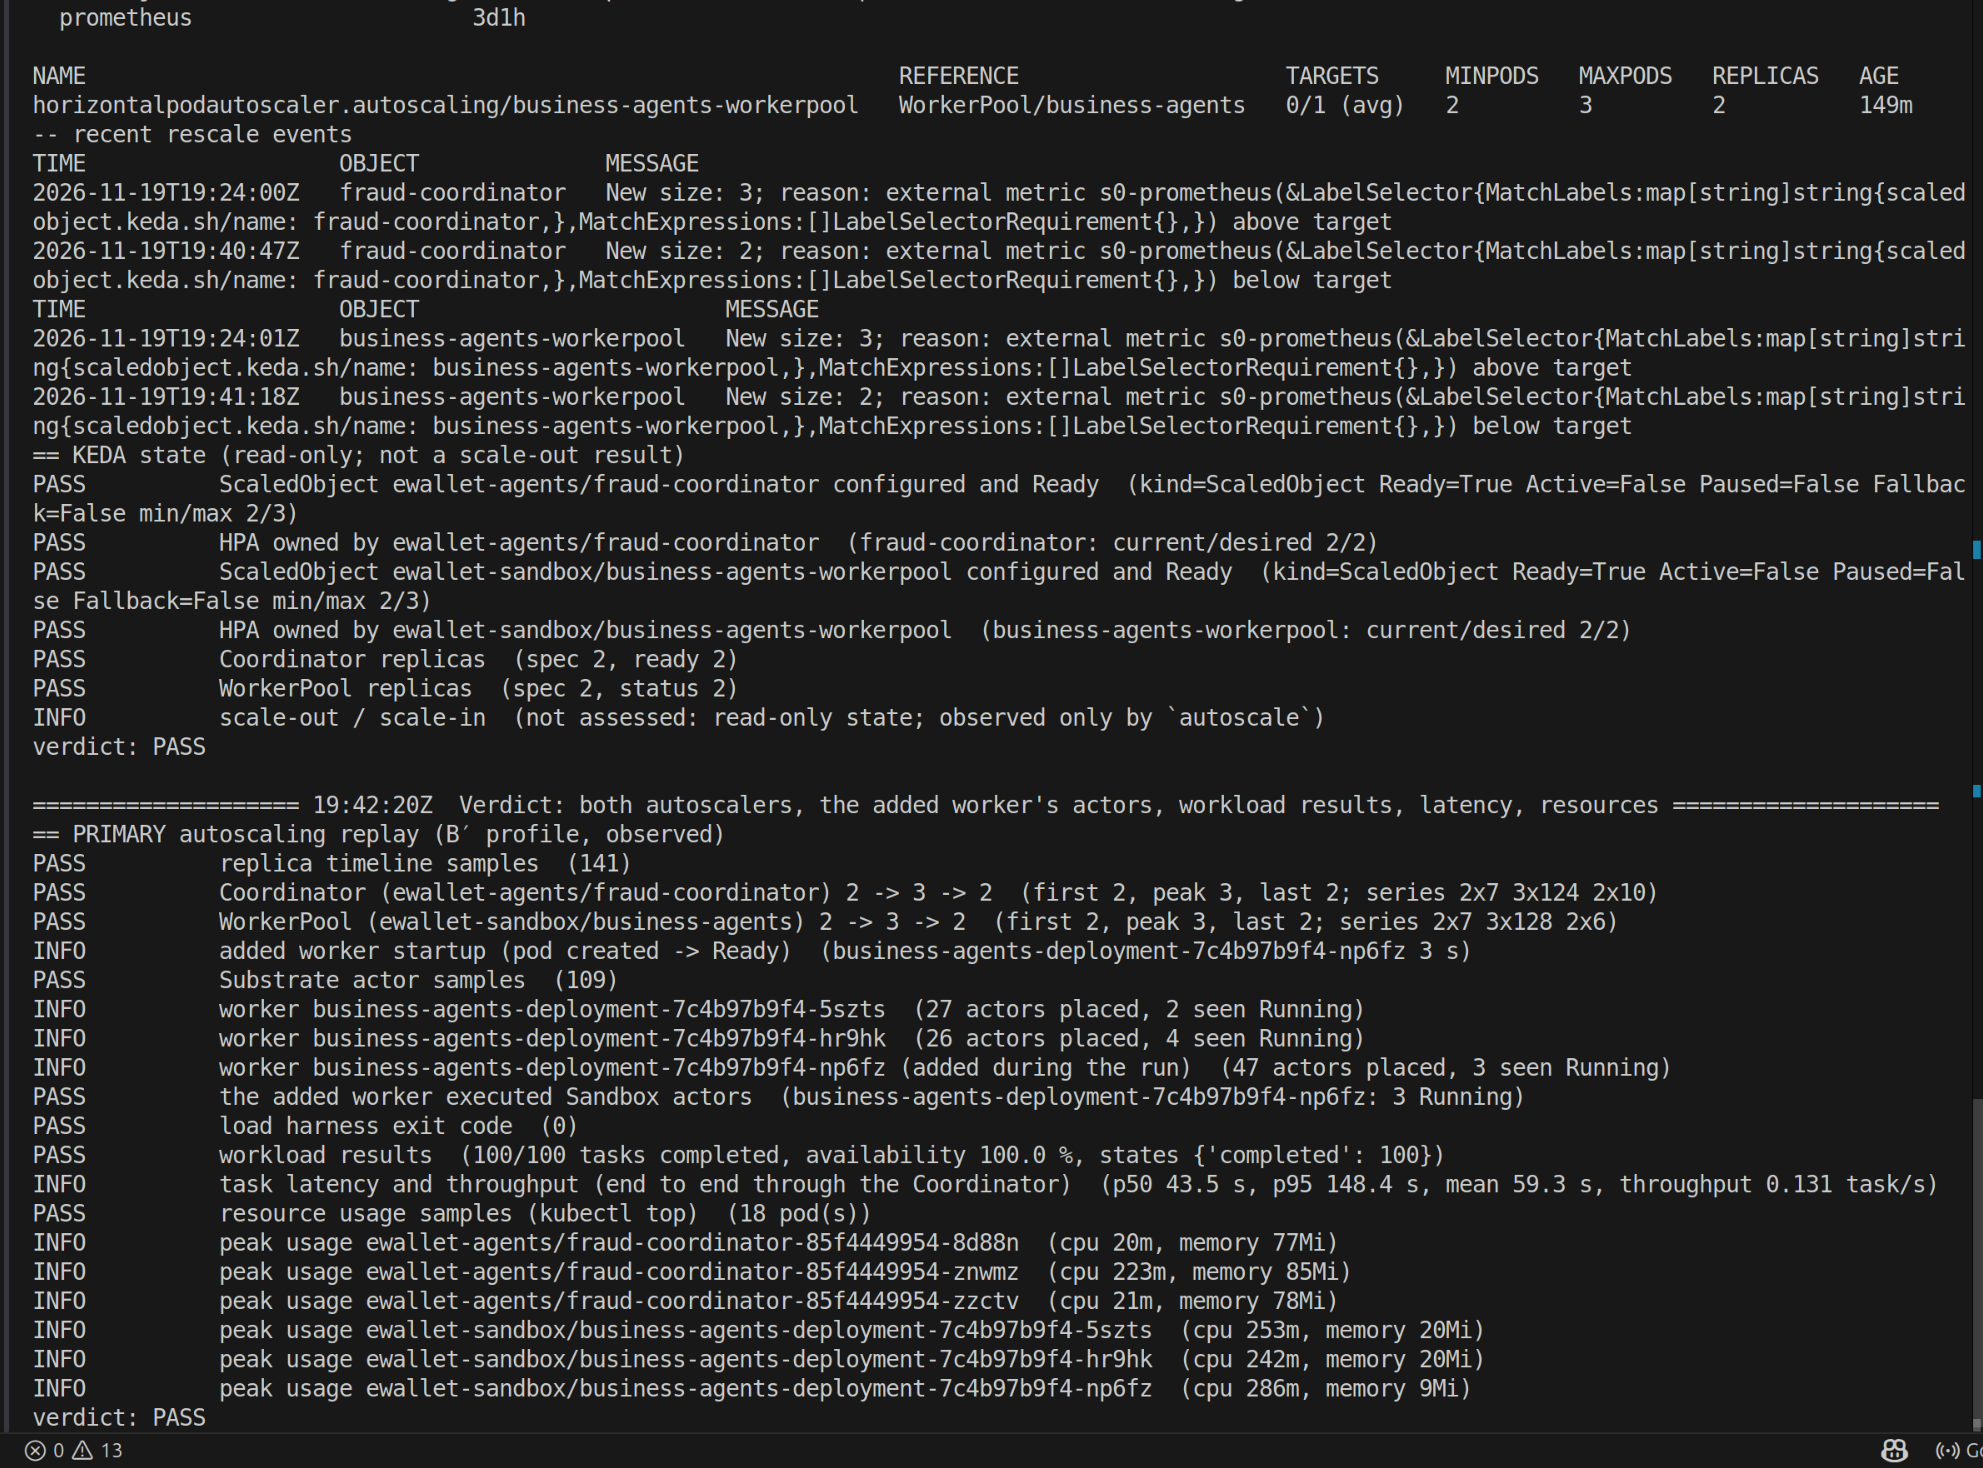 prometheus 3d1h
NAME REFERENCE TARGETS MINPODS MAXPODS REPLICAS AGE
horizontalpodautoscaler.autoscaling/business-agents-workerpool WorkerPool/business-agents 0/1 (avg) 2 3 2 149m
-- recent rescale events
TIME OBJECT MESSAGE
2026-11-19T19:24:00Z fraud-coordinator New size: 3; reason: external metric s0-prometheus(&LabelSelector{MatchLabels:map[string]string{scaled
object.keda.sh/name: fraud-coordinator,},MatchExpressions:[]LabelSelectorRequirement{},}) above target
2026-11-19T19:40:47Z fraud-coordinator New size: 2; reason: external metric s0-prometheus(&LabelSelector{MatchLabels:map[string]string{scaled
object.keda.sh/name: fraud-coordinator,},MatchExpressions:[]LabelSelectorRequirement{},}) below target
TIME OBJECT MESSAGE
2026-11-19T19:24:01Z business-agents-workerpool New size: 3; reason: external metric s0-prometheus(&LabelSelector{MatchLabels:map[string]stri
ng{scaledobject.keda.sh/name: business-agents-workerpool,},MatchExpressions:[]LabelSelectorRequirement{},}) above target
2026-11-19T19:41:18Z business-agents-workerpool New size: 2; reason: external metric s0-prometheus(&LabelSelector{MatchLabels:map[string]stri
ng{scaledobject.keda.sh/name: business-agents-workerpool,},MatchExpressions:[]LabelSelectorRequirement{},}) below target
== KEDA state (read-only; not a scale-out result)
PASS ScaledObject ewallet-agents/fraud-coordinator configured and Ready (kind=ScaledObject Ready=True Active=False Paused=False Fallbac
k=False min/max 2/3)
PASS HPA owned by ewallet-agents/fraud-coordinator (fraud-coordinator: current/desired 2/2)
PASS ScaledObject ewallet-sandbox/business-agents-workerpool configured and Ready (kind=ScaledObject Ready=True Active=False Paused=Fal
se Fallback=False min/max 2/3)
PASS HPA owned by ewallet-sandbox/business-agents-workerpool (business-agents-workerpool: current/desired 2/2)
PASS Coordinator replicas (spec 2, ready 2)
PASS WorkerPool replicas (spec 2, status 2)
INFO scale-out / scale-in (not assessed: read-only state; observed only by `autoscale`)
verdict: PASS
==================== 19:42:20Z Verdict: both autoscalers, the added worker's actors, workload results, latency, resources ====================
== PRIMARY autoscaling replay (B′ profile, observed)
PASS replica timeline samples (141)
PASS Coordinator (ewallet-agents/fraud-coordinator) 2 -> 3 -> 2 (first 2, peak 3, last 2; series 2x7 3x124 2x10)
PASS WorkerPool (ewallet-sandbox/business-agents) 2 -> 3 -> 2 (first 2, peak 3, last 2; series 2x7 3x128 2x6)
INFO added worker startup (pod created -> Ready) (business-agents-deployment-7c4b97b9f4-np6fz 3 s)
PASS Substrate actor samples (109)
INFO worker business-agents-deployment-7c4b97b9f4-5szts (27 actors placed, 2 seen Running)
INFO worker business-agents-deployment-7c4b97b9f4-hr9hk (26 actors placed, 4 seen Running)
INFO worker business-agents-deployment-7c4b97b9f4-np6fz (added during the run) (47 actors placed, 3 seen Running)
PASS the added worker executed Sandbox actors (business-agents-deployment-7c4b97b9f4-np6fz: 3 Running)
PASS load harness exit code (0)
PASS workload results (100/100 tasks completed, availability 100.0 %, states {'completed': 100})
INFO task latency and throughput (end to end through the Coordinator) (p50 43.5 s, p95 148.4 s, mean 59.3 s, throughput 0.131 task/s)
PASS resource usage samples (kubectl top) (18 pod(s))
INFO peak usage ewallet-agents/fraud-coordinator-85f4449954-8d88n (cpu 20m, memory 77Mi)
INFO peak usage ewallet-agents/fraud-coordinator-85f4449954-znwmz (cpu 223m, memory 85Mi)
INFO peak usage ewallet-agents/fraud-coordinator-85f4449954-zzctv (cpu 21m, memory 78Mi)
INFO peak usage ewallet-sandbox/business-agents-deployment-7c4b97b9f4-5szts (cpu 253m, memory 20Mi)
INFO peak usage ewallet-sandbox/business-agents-deployment-7c4b97b9f4-hr9hk (cpu 242m, memory 20Mi)
INFO peak usage ewallet-sandbox/business-agents-deployment-7c4b97b9f4-np6fz (cpu 286m, memory 9Mi)
verdict: PASS
0 13